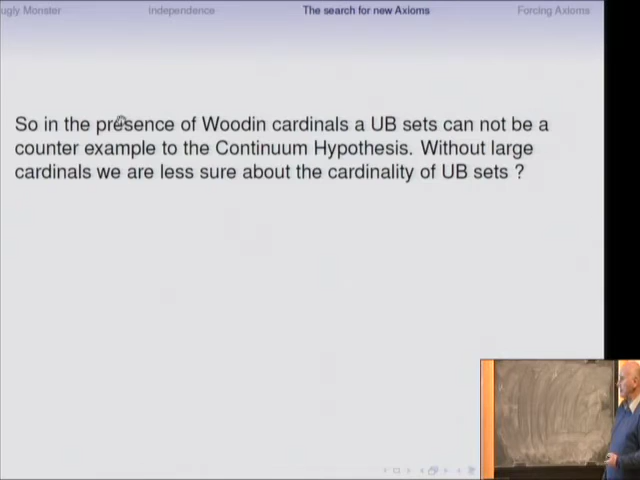 ugly Monster Independence The search for new Axioms Forcing Axioms
So in the presence of Woodin cardinals a UB sets can not be a
counter example to the Continuum Hypothesis. Without large
cardinals we are less sure about the cardinality of UB sets ?